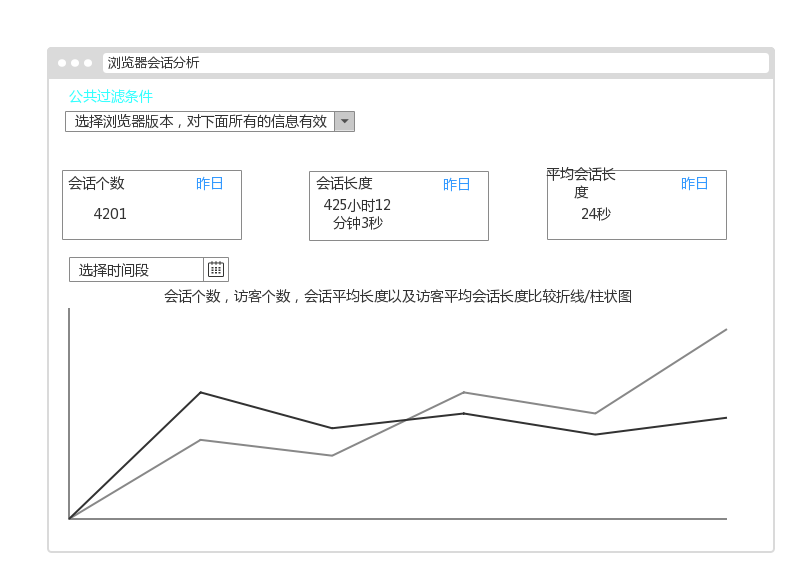 浏览器会话分析
公共过滤条件
选择浏览器版本，对下面所有的信息有效
会话个数 昨日
4201
会话长度 昨日
425小时12
分钟3秒
平均会话长
度 昨日
24秒
选择时间段
会话个数，访客个数，会话平均长度以及访客平均会话长度比较折线/柱状图